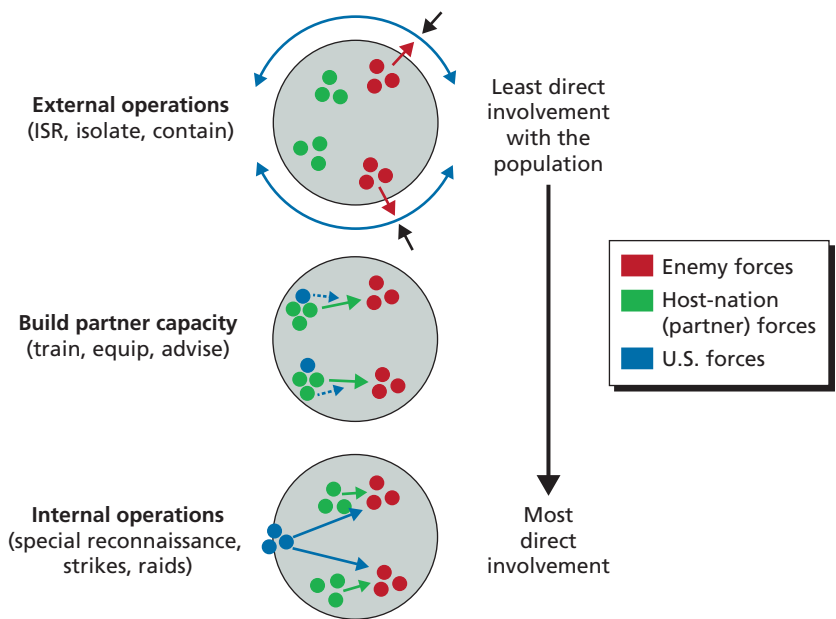 External operations
(ISR, isolate, contain)
Least direct
involvement
with the
population
Enemy forces
Host-nation
(partner) forces
U.S. forces
Build partner capacity
(train, equip, advise)
Internal operations
(special reconnaissance,
strikes, raids)
Most
direct
involvement